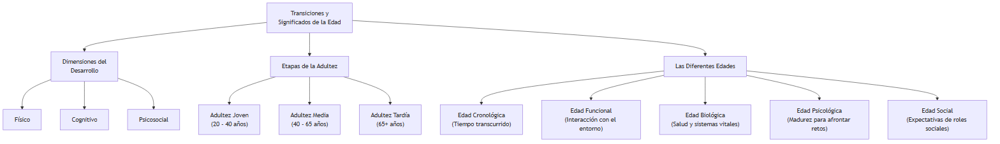 Transiciones y
Significados de la Edad
Dimensiones del
Desarrollo
Etapas de la Adultez
Las Diferentes Edades
Físico
Cognitivo
Psicosocial
Adultez Joven
(20 - 40 años)
Adultez Media
(40 - 65 años)
Adultez Tardía
(65+ años)
Edad Cronológica
(Tiempo transcurrido)
Edad Funcional
(Interacción con el
entorno)
Edad Biológica
(Salud y sistemas vitales)
Edad Psicológica
(Madurez para afrontar
retos)
Edad Social
(Expectativas de roles
sociales)